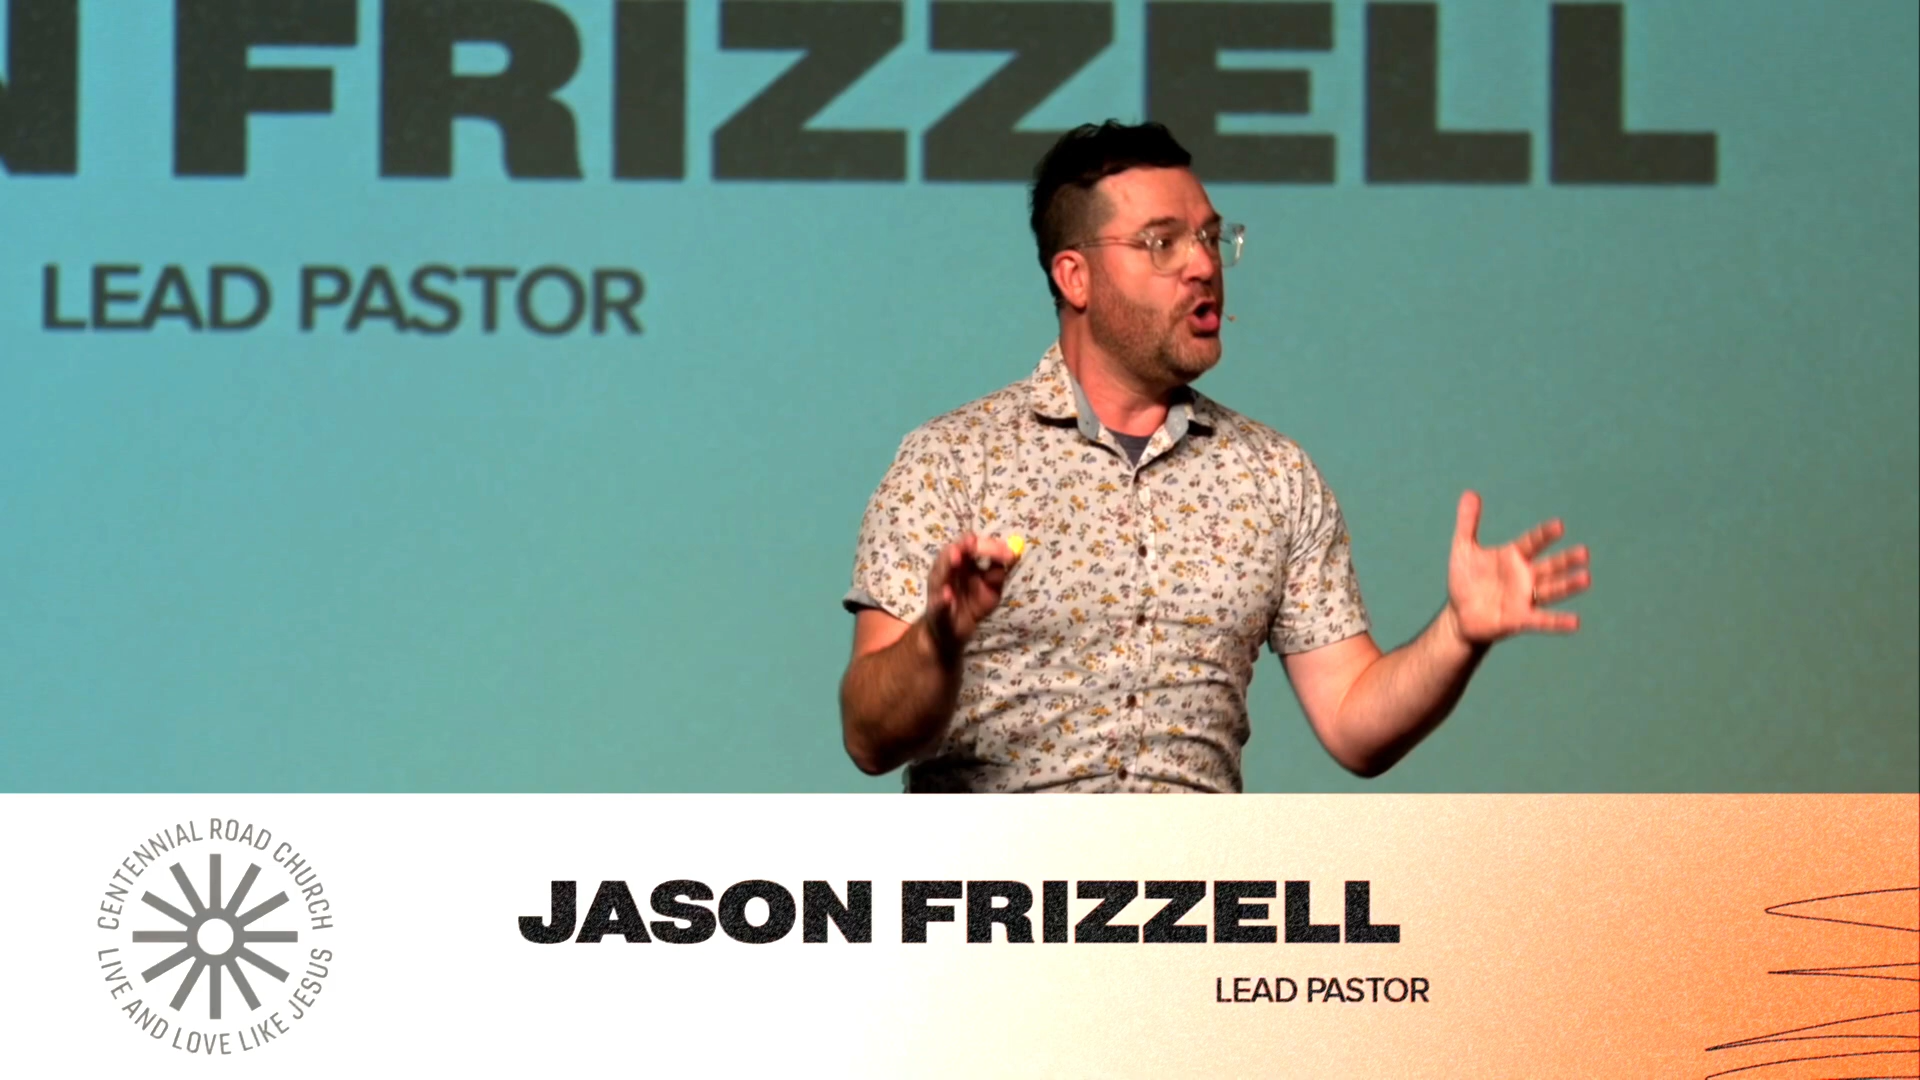 N FRIZZELL
LEAD PASTOR
CENTENNIAL ROAD CHURCH
LIVE AND LOVE LIKE JESUS
JASON FRIZZELL
LEAD PASTOR